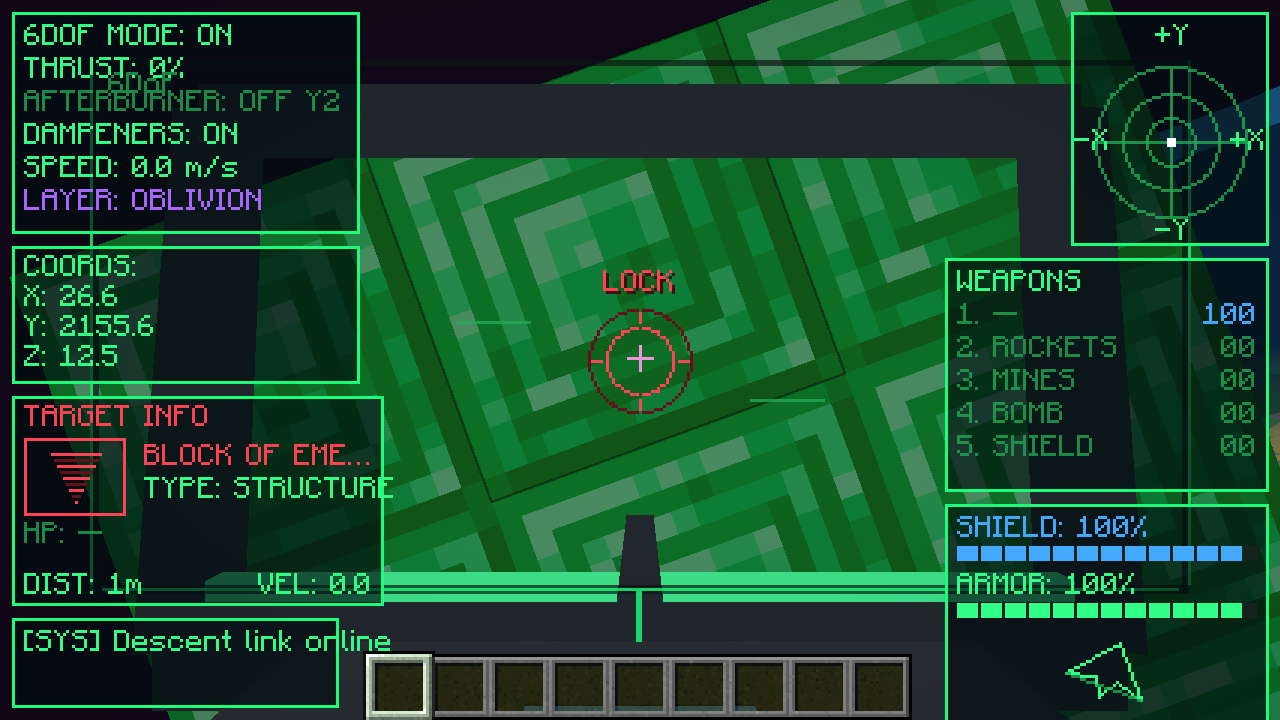 6DOF MODE: ON
THRUST: 0%
6DoF
AFTERBURNER: OFF Y2
DAMPENERS: ON
SPEED: 0.0 m/s
LAYER: OBLIVION
COORDS:
X: 26.6
Y: 2155.6
Z: 12.5
TARGET INFO
BLOCK OF EME...
TYPE: STRUCTURE
HP: —
DIST: 1m VEL: 0.0
[SYS] Descent link online
LOCK
+Y
-X +X
-Y
WEAPONS
1. — 100
2. ROCKETS 00
3. MINES 00
4. BOMB 00
5. SHIELD 00
SHIELD: 100%
ARMOR: 100%